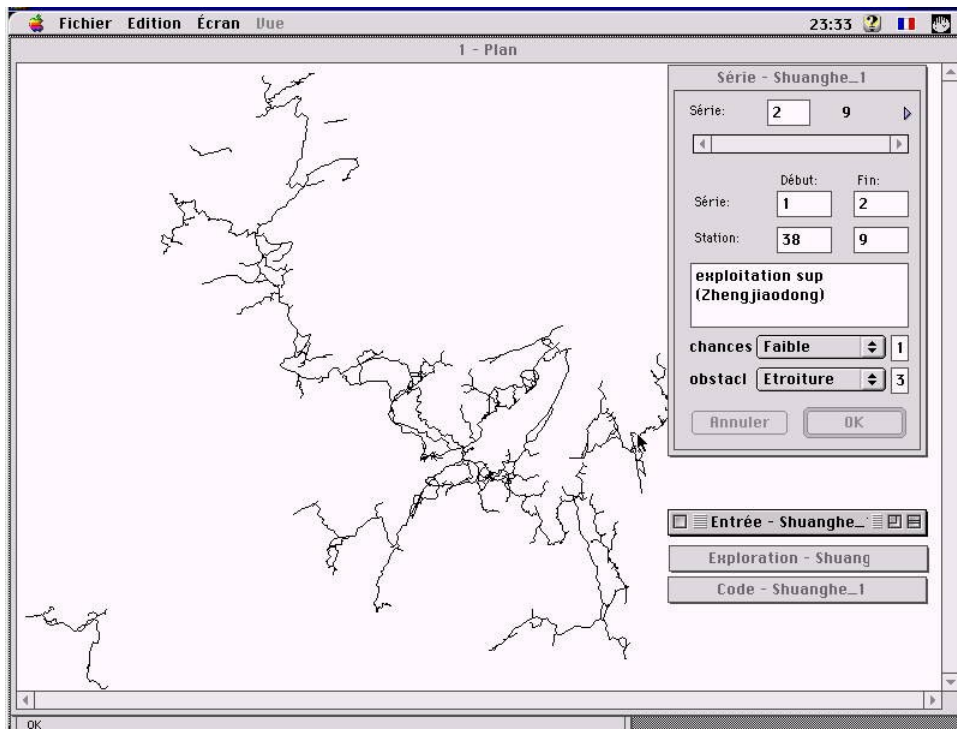 Fichier Edition Écran Vue 23:33
1 - Plan
Série - Shuanghe_1
Série: 2 9
Début: Fin:
Série: 1 2
Station: 38 9
exploitation sup
(Zhengjiaodong)
chances Faible 1
obstacl Etroiture 3
Annuler OK
Entrée - Shuanghe_
Exploration - Shuang
Code - Shuanghe_1
OK